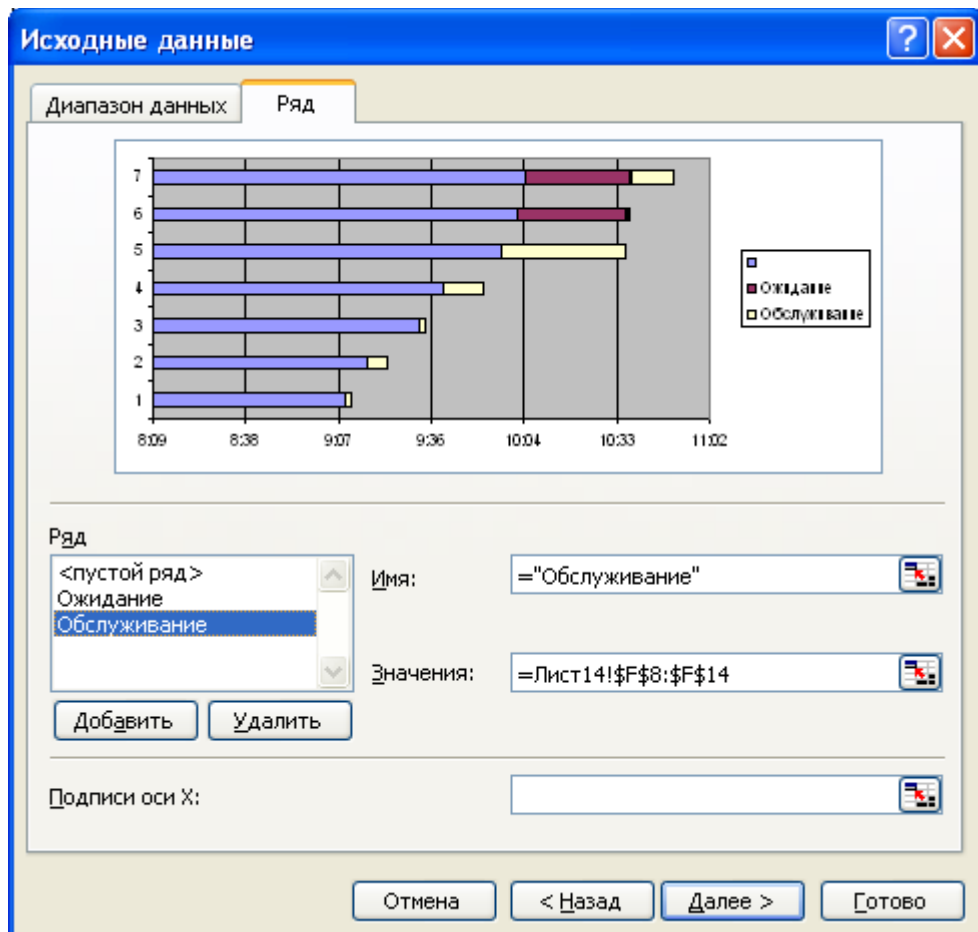 Исходные данные
Диапазон данных
Ряд
7
6
5
4
3
2
1
8:09 8:38 9:07 9:36 10:04 10:33 11:02
Ожидание
Обслуживание
Ряд
<пустой ряд>
Ожидание
Обслуживание
Имя: ="Обслуживание"
Значения: =Лист14!$F$8:$F$14
Добавить Удалить
Подписи оси X:
Отмена < Назад Далее > Готово